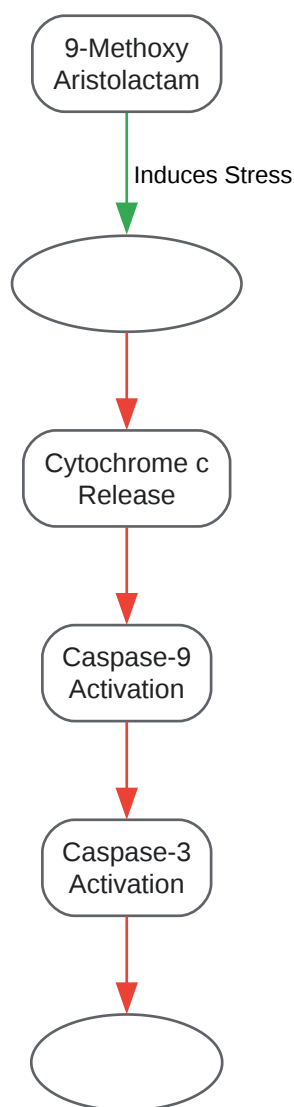 9-Methoxy
Aristolactam
Induces Stress
Cytochrome c
Release
Caspase-9
Activation
Caspase-3
Activation